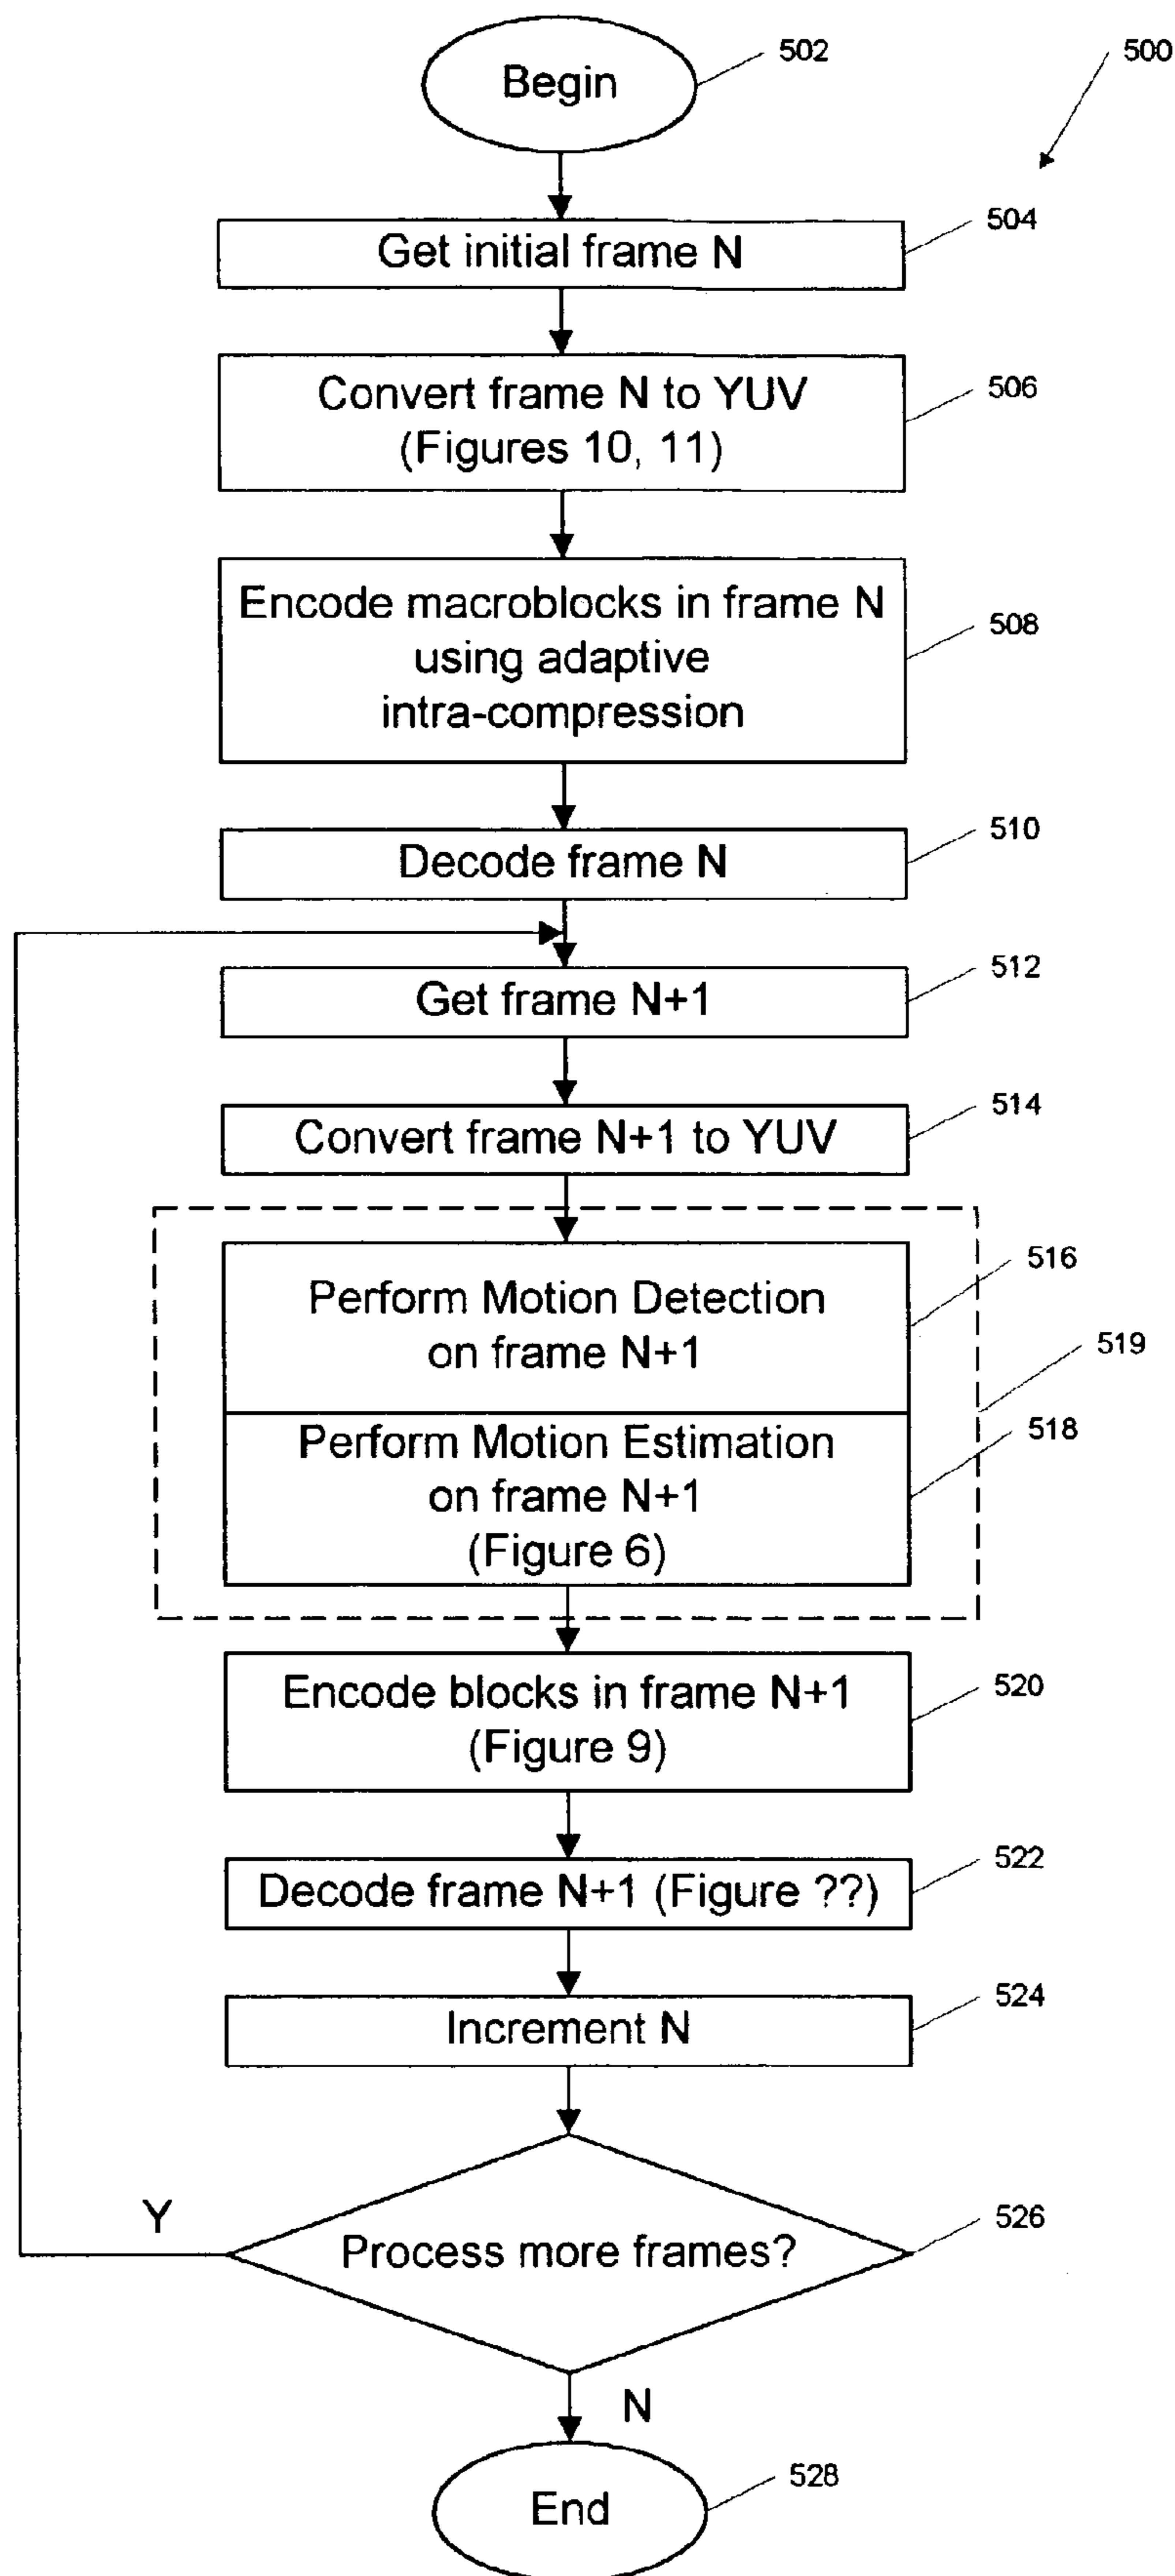 Begin
502
500
Get initial frame N
504
Convert frame N to YUV
(Figures 10, 11)
506
Encode macroblocks in frame N
using adaptive
intra-compression
508
Decode frame N
510
Get frame N+1
512
Convert frame N+1 to YUV
514
Perform Motion Detection
on frame N+1
516
519
Perform Motion Estimation
on frame N+1
(Figure 6)
518
Encode blocks in frame N+1
(Figure 9)
520
Decode frame N+1 (Figure ??)
522
Increment N
524
Y
Process more frames?
526
N
End
528